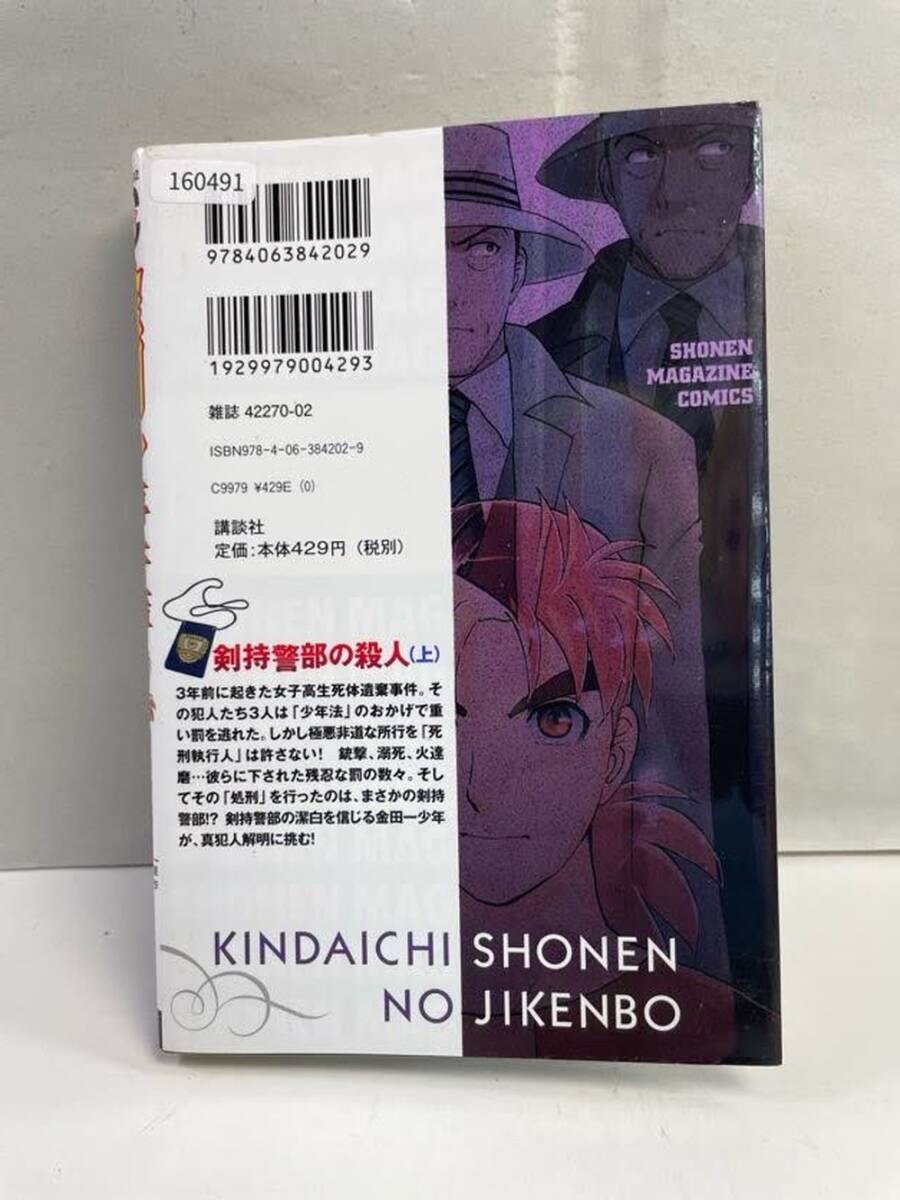 160491
9784063842029
1929979004293
雑誌 42270-02
ISBN978-4-06-384202-9
C9979 ¥429E (0)
講談社
定価:本体429円(税別)
SHONEN
MAGAZINE
COMICS
剣持警部の殺人(上)
3年前に起きた女子高生死体遺棄事件。そ
の犯人たち3人は「少年法」のおかげで重
い罰を逃れた。しかし極悪非道な所行を「死
刑執行人」は許さない! 銃撃、溺死、火達
磨…彼らに下された残忍な罰の数々。そし
てその「処刑」を行ったのは、まさかの剣持
警部!? 剣持警部の潔白を信じる金田一少年
が、真犯人解明に挑む!
KINDAICHI SHONEN
NO JIKENBO